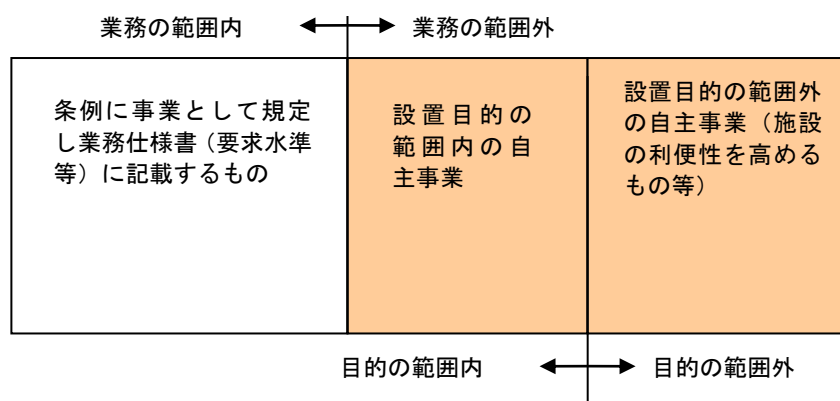 業務の範囲内
業務の範囲外
条例に事業として規定
し業務仕様書（要求水準
等）に記載するもの
設置目的の
範囲内の自
主事業
設置目的の範囲外
の自主事業（施設
の利便性を高める
もの等）
目的の範囲内
目的の範囲外